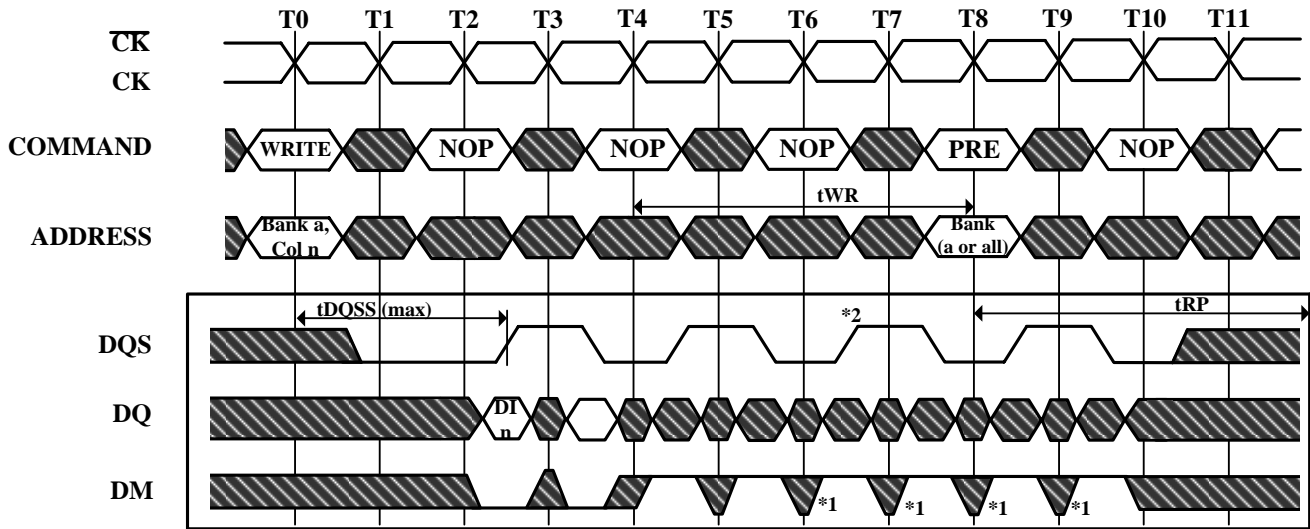 T0 T1 T2 T3 T4 T5 T6 T7 T8 T9 T10 T11
CK
CK
COMMAND WRITE NOP NOP NOP PRE NOP
tWR
ADDRESS Bank a, Col n Bank (a or all)
tDQSS (max) *2 tRP
DQS
DQ DI n
DM *1 *1 *1 *1